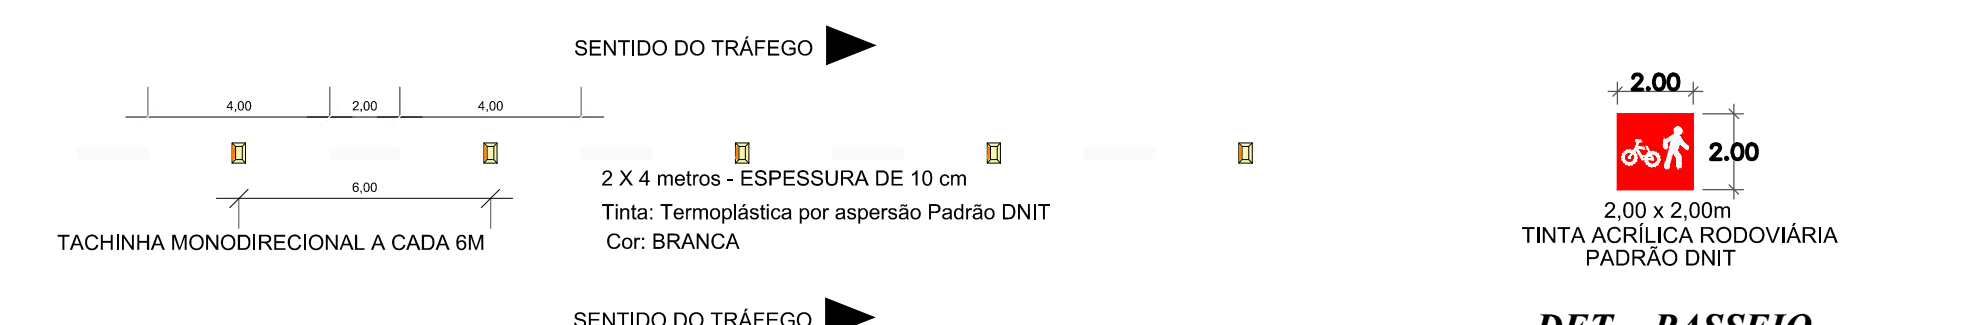 SENTIDO DO TRÁFEGO
4,00 2,00 4,00
2.00
2.00
6,00
2 X 4 metros - ESPESSURA DE 10 cm
Tinta: Termoplástica por aspersão Padrão DNIT
Cor: BRANCA
TACHINHA MONODIRECIONAL A CADA 6M
2,00 x 2,00m
TINTA ACRÍLICA RODOVIÁRIA
PADRÃO DNIT
SENTIDO DO TRÁFEGO
DET. PASSEIO